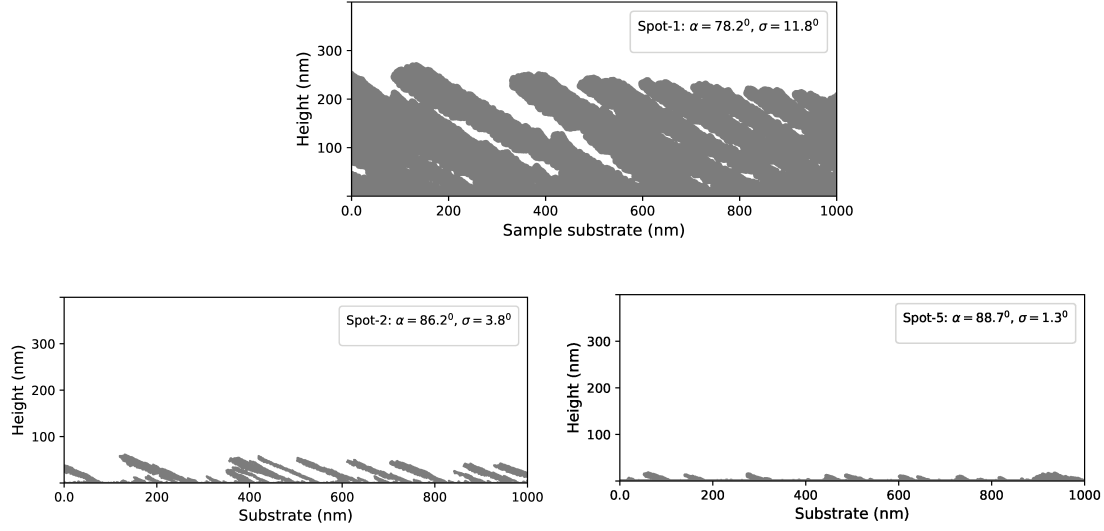 Spot-1: α = 78.2⁰, σ = 11.8⁰
Height (nm)
300
200
100
0.0 200 400 600 800 1000
Sample substrate (nm)
Spot-2: α = 86.2⁰, σ = 3.8⁰
Height (nm)
300
200
100
0.0 200 400 600 800 1000
Substrate (nm)
Spot-5: α = 88.7⁰, σ = 1.3⁰
Height (nm)
300
200
100
0.0 200 400 600 800 1000
Substrate (nm)